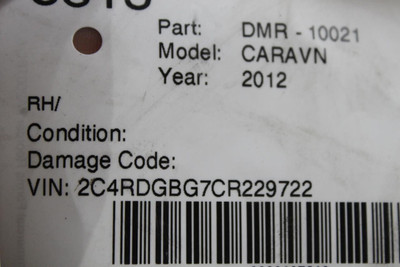 Part: DMR - 10021
Model: CARAVN
Year: 2012
RH/
Condition:
Damage Code:
VIN: 2C4RDGBG7CR229722